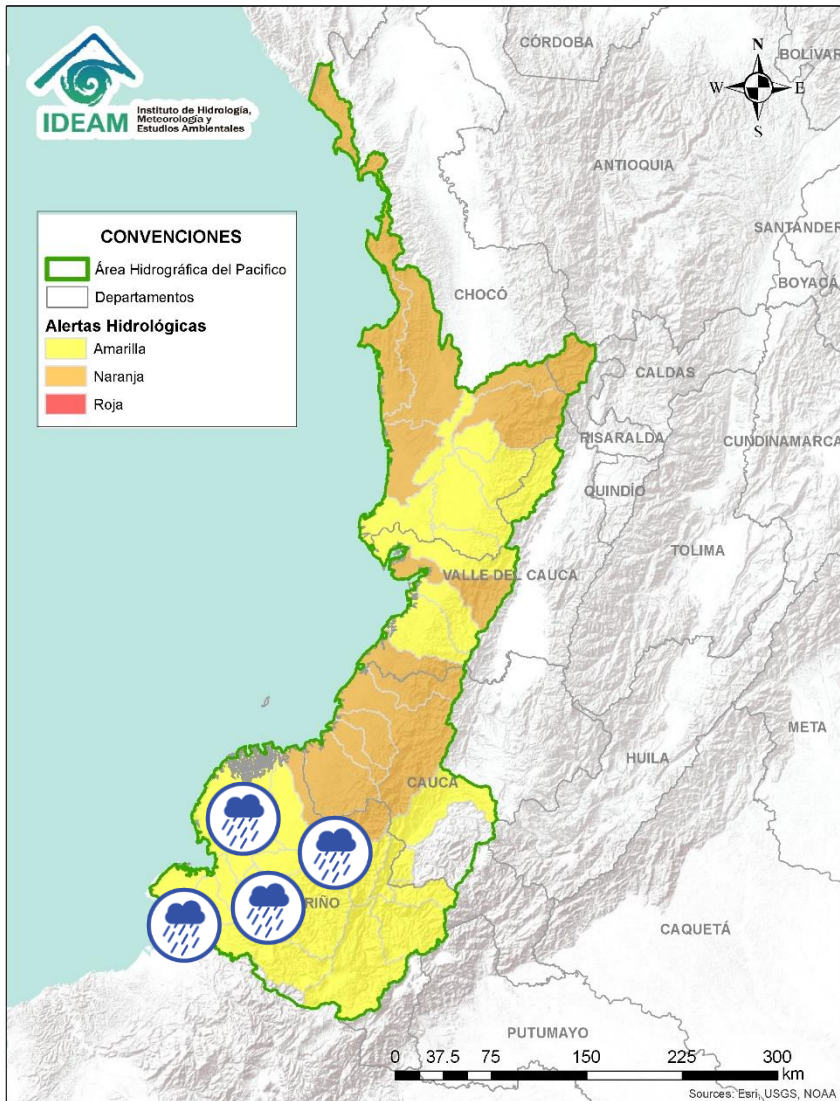 IDEAM
Instituto de Hidrología,
Meteorología y
Estudios Ambientales
CÓRDOBA
BOLÍVAR
N
W E
S
ANTIOQUIA
SANTANDER
CONVENCIONES
Área Hidrográfica del Pacifico
Departamentos
Alertas Hidrológicas
Amarilla
Naranja
Roja
BOYACÁ
CHOCÓ
CALDAS
RISARALDA
CUNDINAMARCA
QUINDÍO
TOLIMA
VALLE DEL CAUCA
META
HUILA
CAUCA
RIÑO
CAQUETÁ
PUTUMAYO
0 37.5 75 150 225 300
km
Sources: Esri, USGS, NOAA